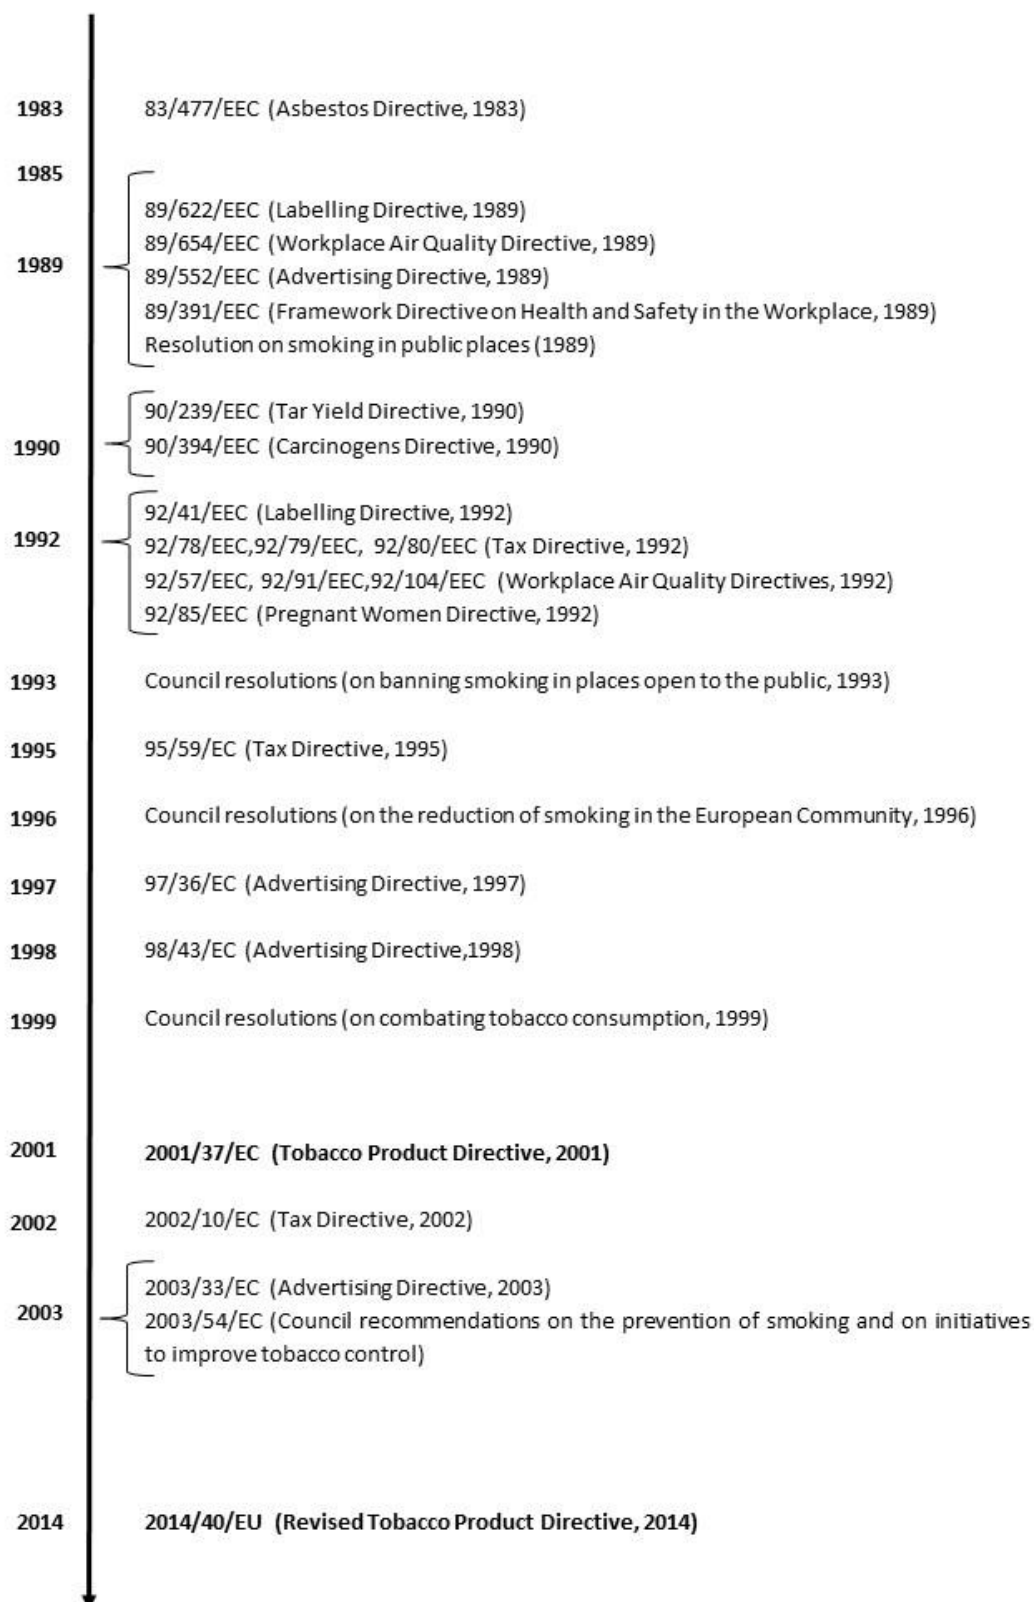 1983 83/477/EEC (Asbestos Directive, 1983)
1985
89/622/EEC (Labelling Directive, 1989)
89/654/EEC (Workplace Air Quality Directive, 1989)
1989
89/552/EEC (Advertising Directive, 1989)
89/391/EEC (Framework Directive on Health and Safety in the Workplace, 1989)
Resolution on smoking in public places (1989)
90/239/EEC (Tar Yield Directive, 1990)
1990 90/394/EEC (Carcinogens Directive, 1990)
92/41/EEC (Labelling Directive, 1992)
1992 92/78/EEC,92/79/EEC, 92/80/EEC (Tax Directive, 1992)
92/57/EEC, 92/91/EEC,92/104/EEC (Workplace Air Quality Directives, 1992)
92/85/EEC (Pregnant Women Directive, 1992)
1993 Council resolutions (on banning smoking in places open to the public, 1993)
1995 95/59/EC (Tax Directive, 1995)
1996 Council resolutions (on the reduction of smoking in the European Community, 1996)
1997 97/36/EC (Advertising Directive, 1997)
1998 98/43/EC (Advertising Directive,1998)
1999 Council resolutions (on combating tobacco consumption, 1999)
2001 2001/37/EC (Tobacco Product Directive, 2001)
2002 2002/10/EC (Tax Directive, 2002)
2003/33/EC (Advertising Directive, 2003)
2003 2003/54/EC (Council recommendations on the prevention of smoking and on initiatives
to improve tobacco control)
2014 2014/40/EU (Revised Tobacco Product Directive, 2014)